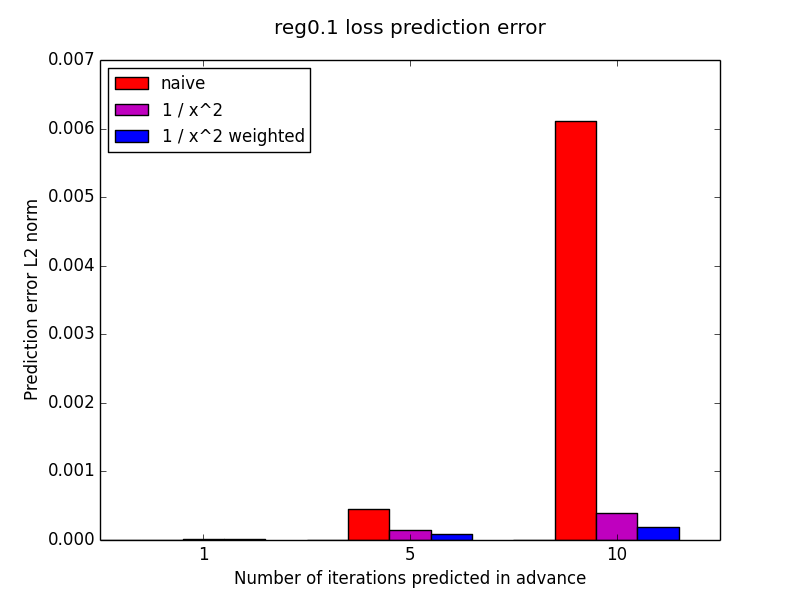 reg0.1 loss prediction error
0.007
0.006
0.005
0.004
0.003
0.002
0.001
0.000
Prediction error L2 norm
naive
1 / x^2
1 / x^2 weighted
1
5
10
Number of iterations predicted in advance